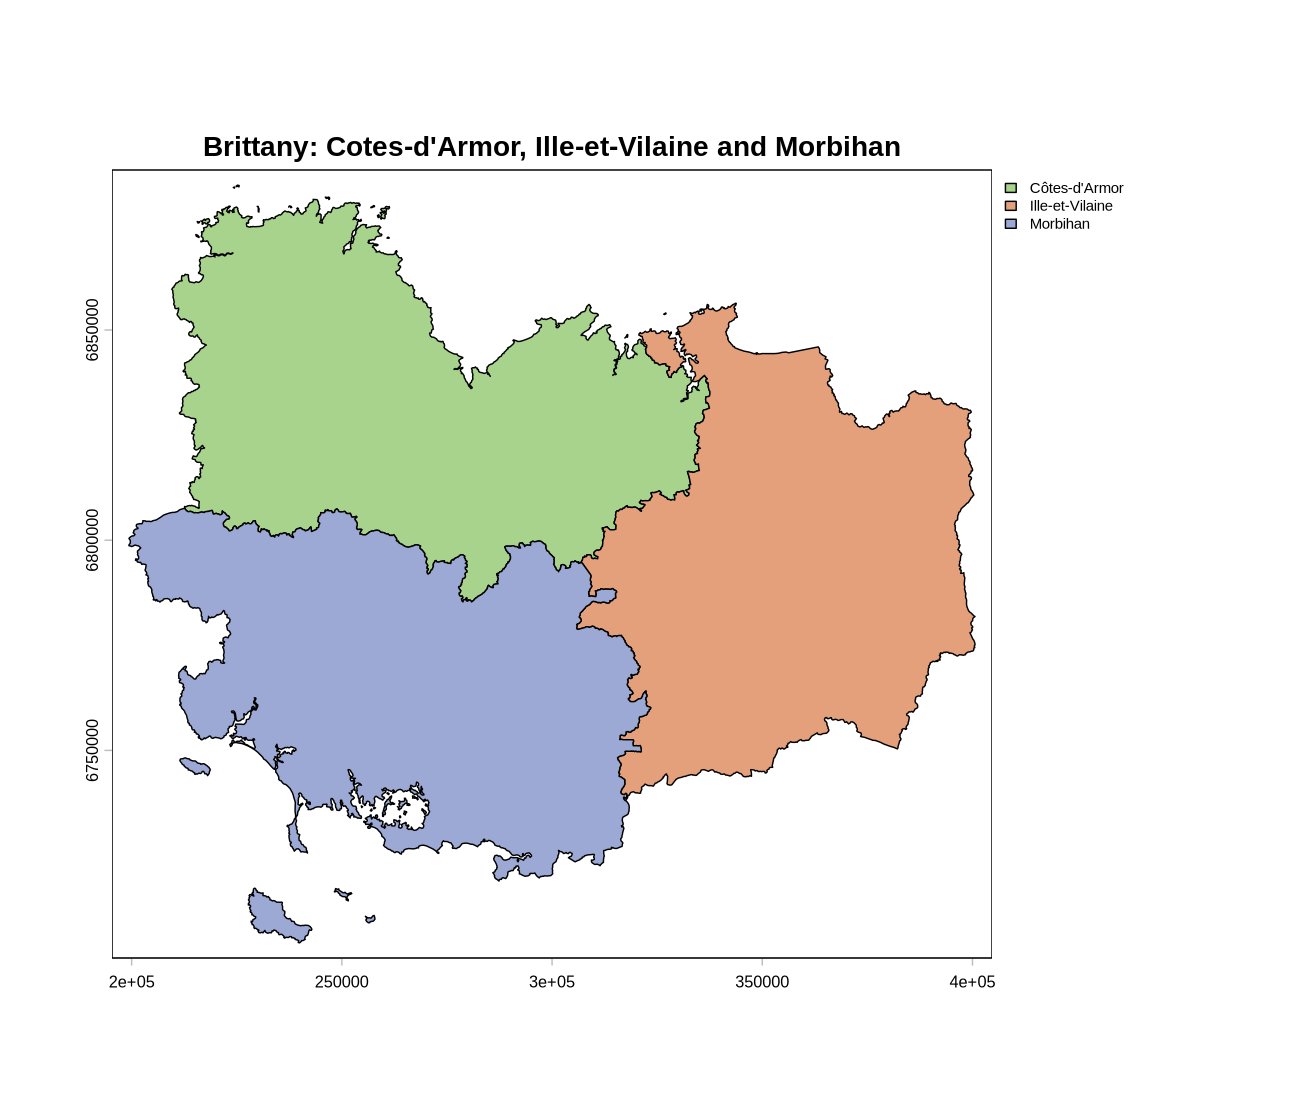 Brittany: Cotes-d'Armor, Ille-et-Vilaine and Morbihan
Côtes-d'Armor
Ille-et-Vilaine
Morbihan
6850000
6800000
6750000
2e+05 250000 3e+05 350000 4e+05